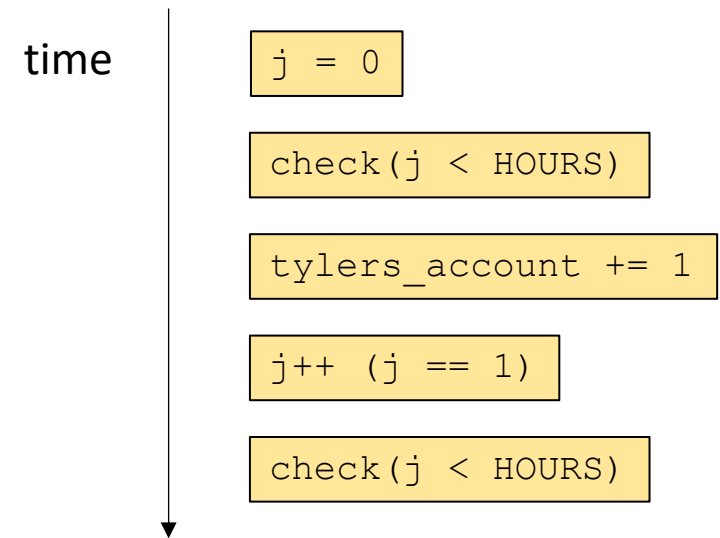 time
j = 0
check(j < HOURS)
tylers_account += 1
j++ (j == 1)
check(j < HOURS)